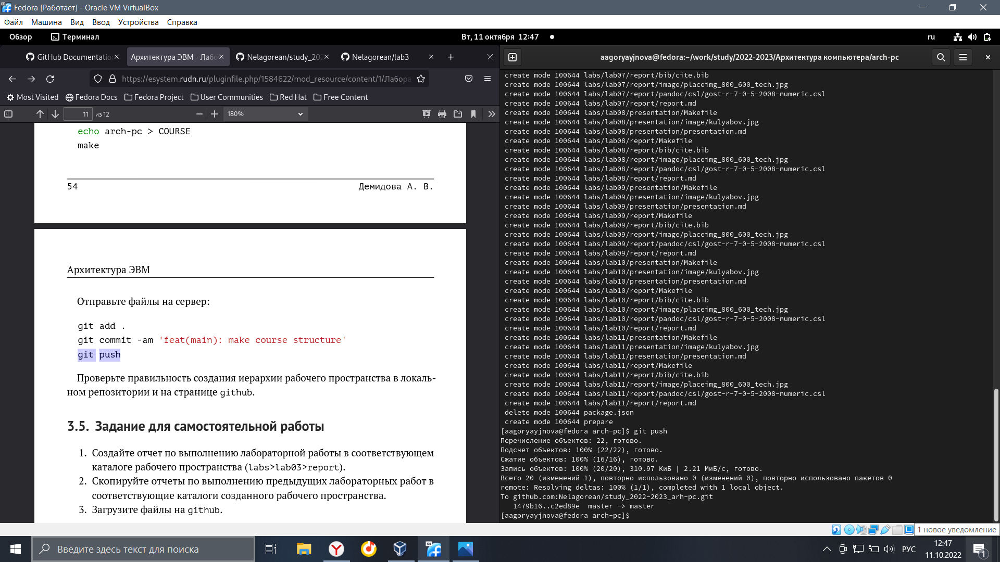 Fedora [Работает] - Oracle VM VirtualBox
Файл Машина Вид Ввод Устройства Справка
Обзор Терминал Вт, 11 октября 12:47 ru
GitHub Documentatio Архитектура ЭВМ - Лабо Nelagorean/study_202 Nelagorean/lab3
https://esystem.rudn.ru/pluginfile.php/1584622/mod_resource/content/1/Лабора
Most Visited Fedora Docs Fedora Project User Communities Red Hat Free Content
11 из 12 180%
echo arch-pc > COURSE
make
54 Демидова А. В.
Архитектура ЭВМ
Отправьте файлы на сервер:
git add .
git commit -am 'feat(main): make course structure'
git push
Проверьте правильность создания иерархии рабочего пространства в локаль-
ном репозитории и на странице github.
3.5. Задание для самостоятельной работы
1. Создайте отчет по выполнению лабораторной работы в соответствующем
каталоге рабочего пространства (labs>lab03>report).
2. Скопируйте отчеты по выполнению предыдущих лабораторных работ в
соответствующие каталоги созданного рабочего пространства.
3. Загрузите файлы на github.
aagoryayjnova@fedora:~/work/study/2022-2023/Архитектура компьютера/arch-pc
create mode 100644 labs/lab07/report/bib/cite.bib
create mode 100644 labs/lab07/report/image/placeimg_800_600_tech.jpg
create mode 100644 labs/lab07/report/pandoc/csl/gost-r-7-0-5-2008-numeric.csl
create mode 100644 labs/lab07/report/report.md
create mode 100644 labs/lab08/presentation/Makefile
create mode 100644 labs/lab08/presentation/image/kulyabov.jpg
create mode 100644 labs/lab08/presentation/presentation.md
create mode 100644 labs/lab08/report/Makefile
create mode 100644 labs/lab08/report/bib/cite.bib
create mode 100644 labs/lab08/report/image/placeimg_800_600_tech.jpg
create mode 100644 labs/lab08/report/pandoc/csl/gost-r-7-0-5-2008-numeric.csl
create mode 100644 labs/lab08/report/report.md
create mode 100644 labs/lab09/presentation/Makefile
create mode 100644 labs/lab09/presentation/image/kulyabov.jpg
create mode 100644 labs/lab09/presentation/presentation.md
create mode 100644 labs/lab09/report/Makefile
create mode 100644 labs/lab09/report/bib/cite.bib
create mode 100644 labs/lab09/report/image/placeimg_800_600_tech.jpg
create mode 100644 labs/lab09/report/pandoc/csl/gost-r-7-0-5-2008-numeric.csl
create mode 100644 labs/lab09/report/report.md
create mode 100644 labs/lab10/presentation/Makefile
create mode 100644 labs/lab10/presentation/image/kulyabov.jpg
create mode 100644 labs/lab10/presentation/presentation.md
create mode 100644 labs/lab10/report/Makefile
create mode 100644 labs/lab10/report/bib/cite.bib
create mode 100644 labs/lab10/report/image/placeimg_800_600_tech.jpg
create mode 100644 labs/lab10/report/pandoc/csl/gost-r-7-0-5-2008-numeric.csl
create mode 100644 labs/lab10/report/report.md
create mode 100644 labs/lab11/presentation/Makefile
create mode 100644 labs/lab11/presentation/image/kulyabov.jpg
create mode 100644 labs/lab11/presentation/presentation.md
create mode 100644 labs/lab11/report/Makefile
create mode 100644 labs/lab11/report/bib/cite.bib
create mode 100644 labs/lab11/report/image/placeimg_800_600_tech.jpg
create mode 100644 labs/lab11/report/pandoc/csl/gost-r-7-0-5-2008-numeric.csl
create mode 100644 labs/lab11/report/report.md
delete mode 100644 package.json
create mode 100644 prepare
[aagoryayjnova@fedora arch-pc]$ git push
Перечисление объектов: 22, готово.
Подсчет объектов: 100% (22/22), готово.
Сжатие объектов: 100% (16/16), готово.
Запись объектов: 100% (20/20), 310.97 КиБ | 2.21 МиБ/с, готово.
Всего 20 (изменений 1), повторно использовано 0 (изменений 0), повторно использовано пакетов 0
remote: Resolving deltas: 100% (1/1), completed with 1 local object.
To github.com:Nelagorean/study_2022-2023_arh-pc.git
1479b16..c2ed89e master -> master
[aagoryayjnova@fedora arch-pc]$
1 новое уведомление
Введите здесь текст для поиска
64
РУС
12:47
11.10.2022
1